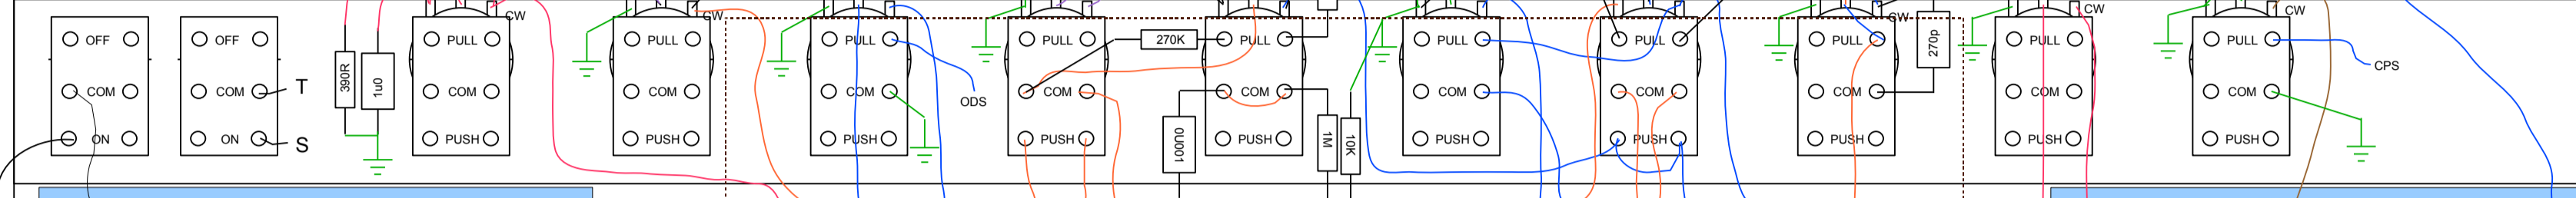 CW CW CW CW CW
OFF OFF PULL PULL PULL PULL 270K PULL PULL PULL PULL 270p PULL PULL
390R 1u0 CPS
COM COM T COM COM COM ODS COM COM COM COM COM COM COM
0U001 1M 10K
ON ON S PUSH PUSH PUSH PUSH PUSH PUSH PUSH PUSH PUSH PUSH